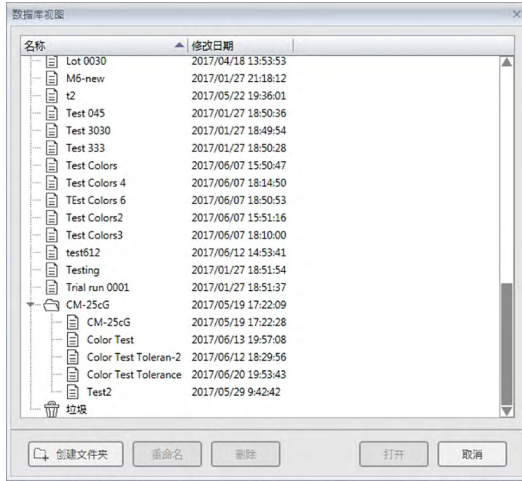 数据库视图
名称 修改日期
Lot 0030 2017/04/18 13:53:53
M6-new 2017/01/27 21:18:12
t2 2017/05/22 19:36:01
Test 045 2017/01/27 18:50:36
Test 3030 2017/01/27 18:49:54
Test 333 2017/01/27 18:50:28
Test Colors 2017/06/07 15:50:47
Test Colors 4 2017/06/07 18:14:50
TEst Colors 6 2017/06/07 18:50:53
Test Colors2 2017/06/07 15:51:16
Test Colors3 2017/06/07 18:10:00
test612 2017/06/12 14:53:41
Testing 2017/01/27 18:51:54
Trial run 0001 2017/01/27 18:51:37
CM-25cG 2017/05/19 17:22:09
CM-25cG 2017/05/19 17:22:28
Color Test 2017/06/13 19:57:08
Color Test Toleran-2 2017/06/12 18:29:56
Color Test Tolerance 2017/06/20 19:53:43
Test2 2017/05/29 9:42:42
垃圾
创建文件夹 重命名 删除 打开 取消